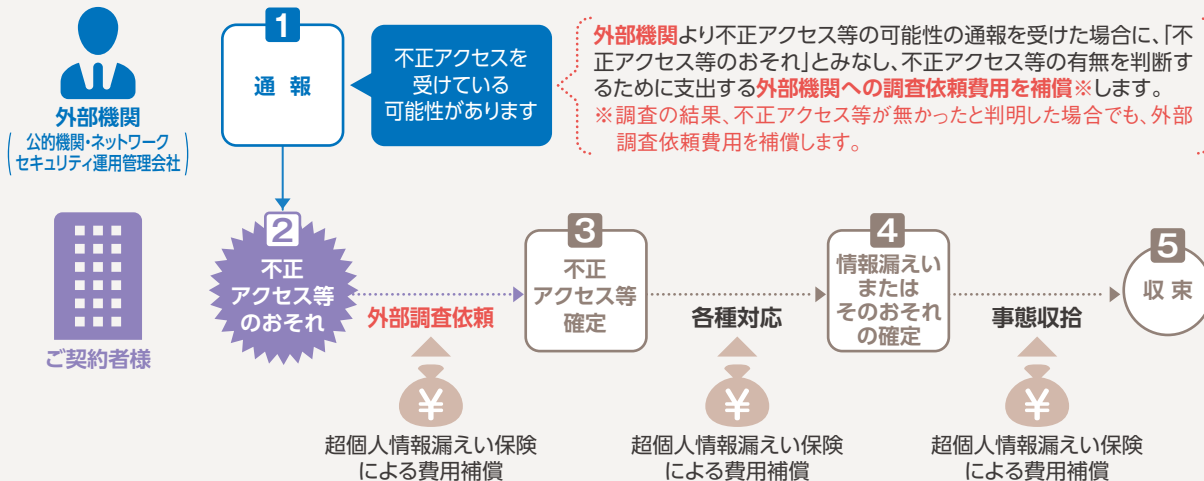 外部機関
(公的機関・ネットワーク
セキュリティ運用管理会社)
1
通 報
不正アクセスを
受けている
可能性があります
外部機関より不正アクセス等の可能性の通報を受けた場合に、「不
正アクセス等のおそれ」とみなし、不正アクセス等の有無を判断す
るために支出する外部機関への調査依頼費用を補償※します。
※調査の結果、不正アクセス等が無かったと判明した場合でも、外部
調査依頼費用を補償します。
ご契約者様
2
不正
アクセス等
のおそれ
外部調査依頼
3
不正
アクセス等
確定
各種対応
4
情報漏えい
または
そのおそれ
の確定
事態収拾
5
収 束
¥
超個人情報漏えい保険
による費用補償
¥
超個人情報漏えい保険
による費用補償
¥
超個人情報漏えい保険
による費用補償